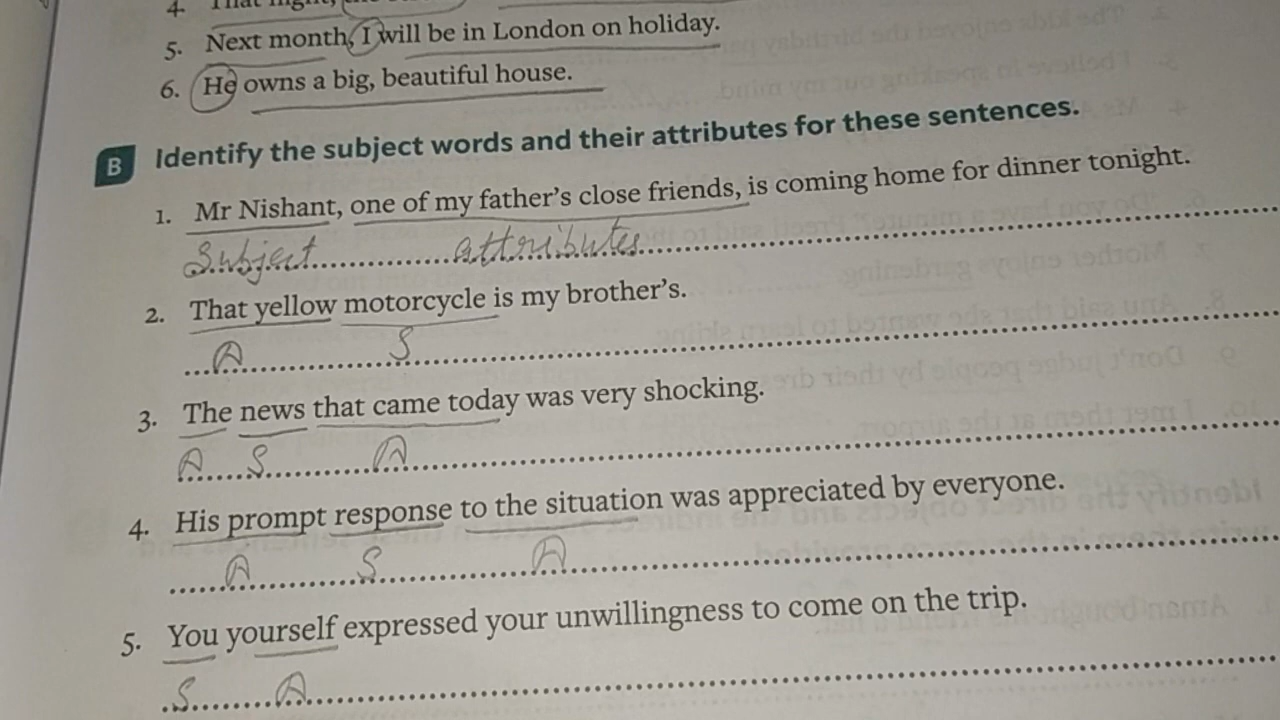 4. That night,
5. Next month, I will be in London on holiday.
6. He owns a big, beautiful house.
B Identify the subject words and their attributes for these sentences.
1. Mr Nishant, one of my father's close friends, is coming home for dinner tonight.
Subject attributes
2. That yellow motorcycle is my brother's.
A S
3. The news that came today was very shocking.
A S A
4. His prompt response to the situation was appreciated by everyone.
A S A
5. You yourself expressed your unwillingness to come on the trip.
S A